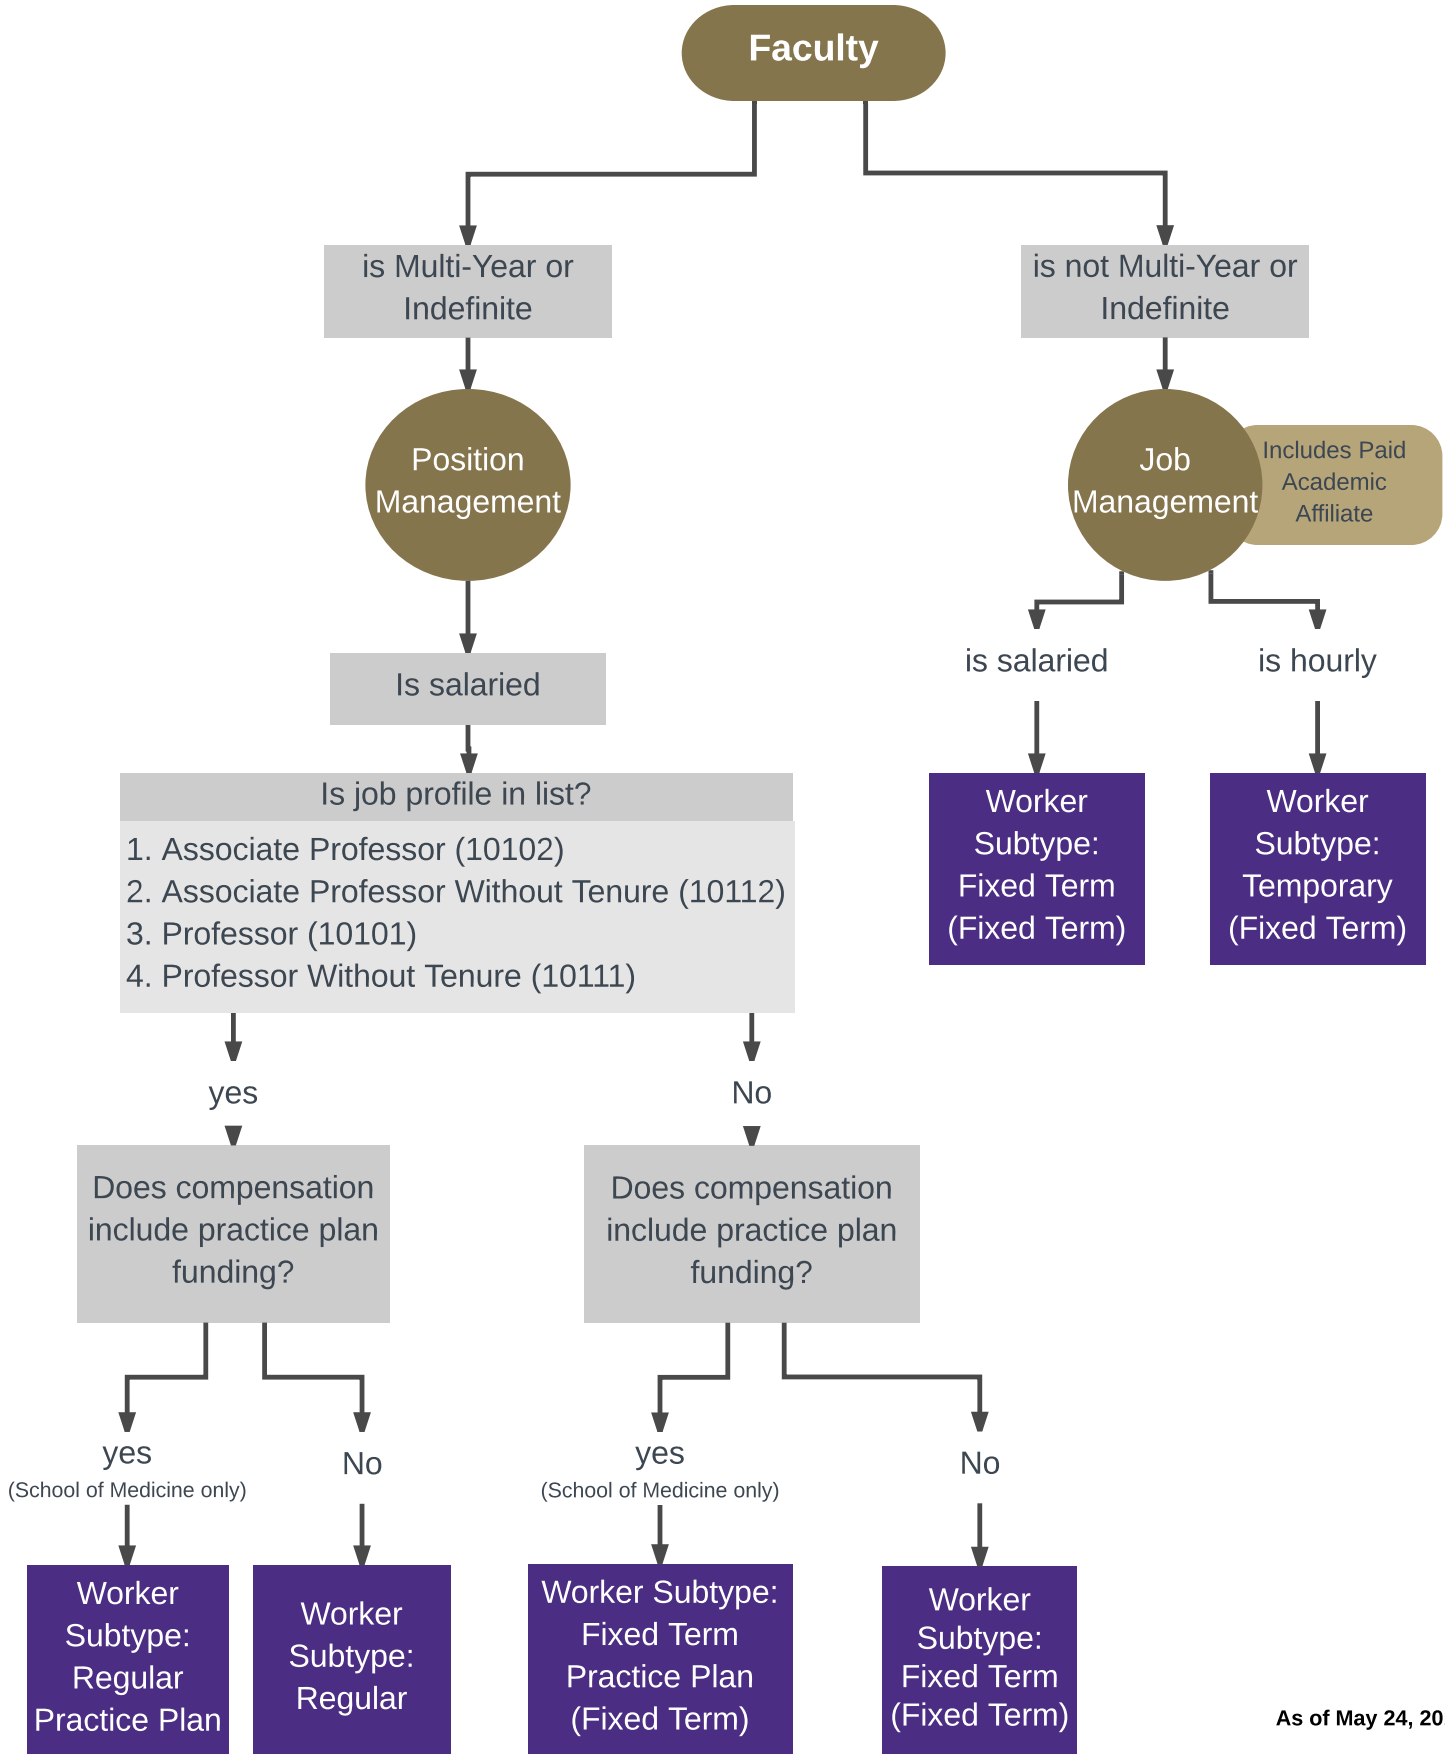 Faculty
is Multi-Year or
Indefinite
is not Multi-Year or
Indefinite
Position
Management
Job
Management
Includes Paid
Academic
Affiliate
Is salaried
is salaried
is hourly
Is job profile in list?
1. Associate Professor (10102)
2. Associate Professor Without Tenure (10112)
3. Professor (10101)
4. Professor Without Tenure (10111)
Worker
Subtype:
Fixed Term
(Fixed Term)
Worker
Subtype:
Temporary
(Fixed Term)
yes
No
Does compensation
include practice plan
funding?
Does compensation
include practice plan
funding?
yes
(School of Medicine only)
No
yes
(School of Medicine only)
No
Worker
Subtype:
Regular
Practice Plan
Worker
Subtype:
Regular
Worker Subtype:
Fixed Term
Practice Plan
(Fixed Term)
Worker
Subtype:
Fixed Term
(Fixed Term)
As of May 24, 20